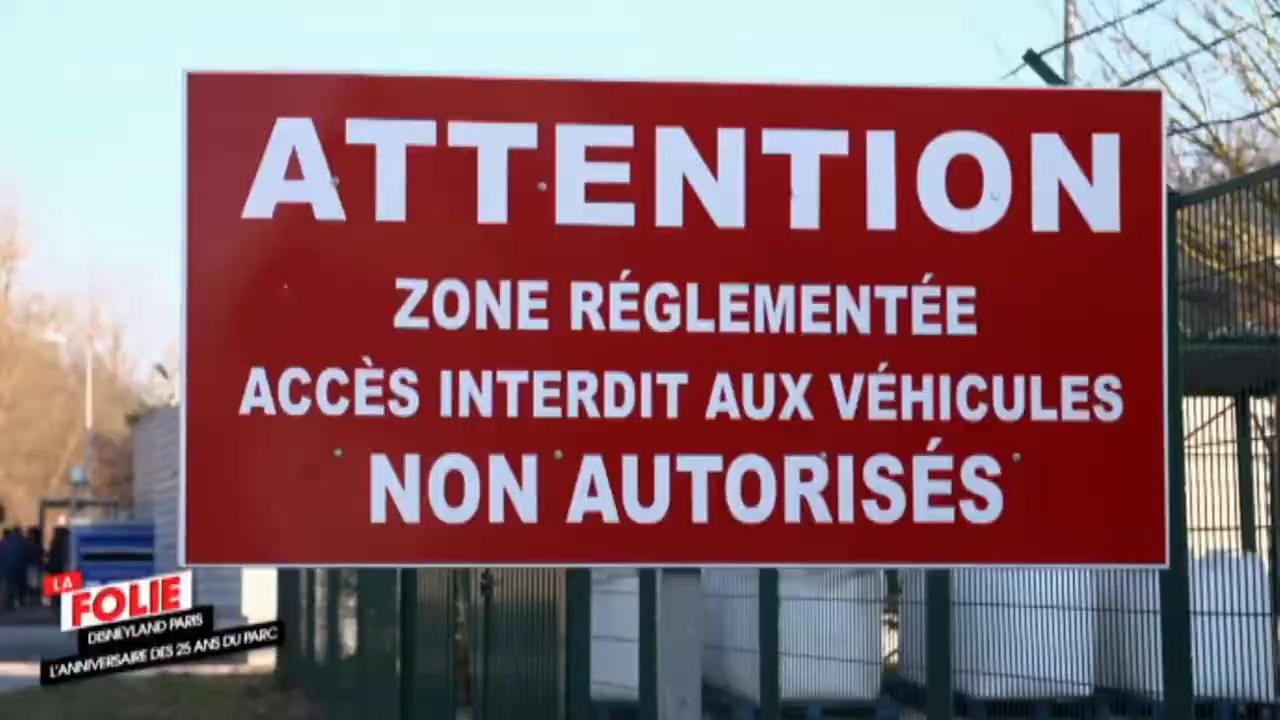 ATTENTION
ZONE RÉGLEMENTÉE
ACCÈS INTERDIT AUX VÉHICULES
NON AUTORISÉS
LA
FOLIE
DISNEYLAND PARIS
L'ANNIVERSAIRE DES 25 ANS DU PARC